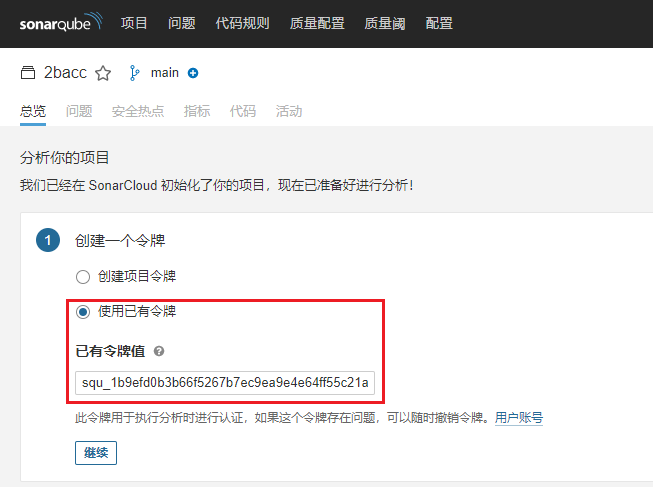 sonarqube 项目 问题 代码规则 质量配置 质量阈 配置
2bacc main
总览 问题 安全热点 指标 代码 活动
分析你的项目
我们已经在 SonarCloud 初始化了你的项目，现在已准备好进行分析！
1 创建一个令牌
创建项目令牌
使用已有令牌
已有令牌值 ?
squ_1b9efd0b3b66f5267b7ec9ea9e4e64ff55c21a
此令牌用于执行分析时进行认证，如果这个令牌存在问题，可以随时撤销令牌。用户账号
继续